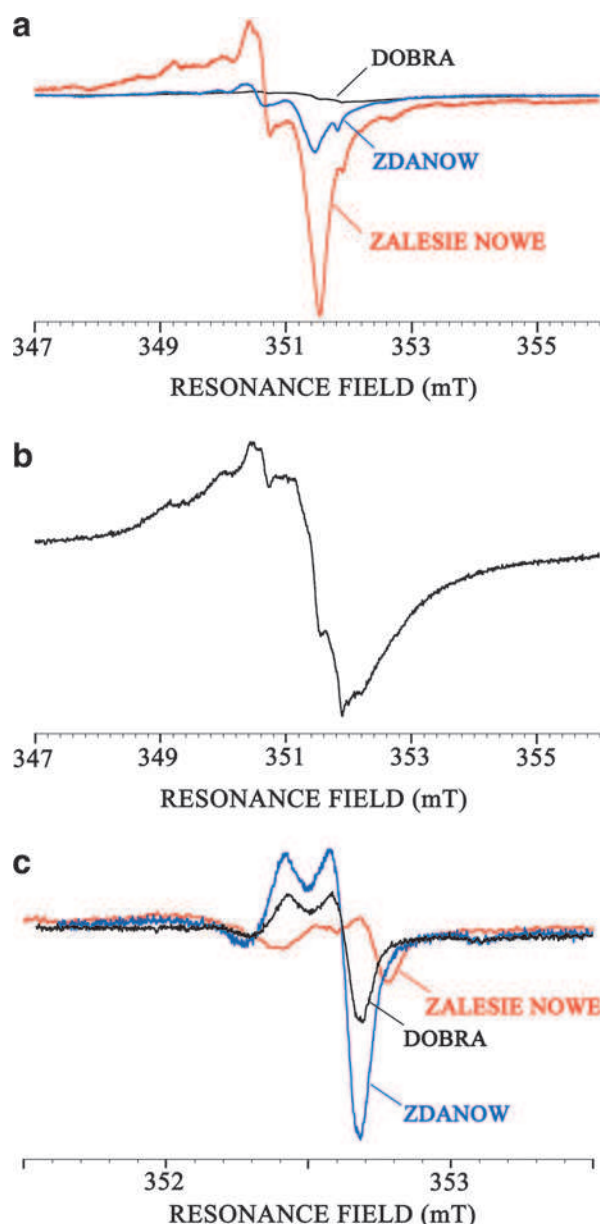 a
DOBRA
ZDANOW
ZALESIE NOWE
347 349 351 353 355
RESONANCE FIELD (mT)
b
347 349 351 353 355
RESONANCE FIELD (mT)
c
ZALESIE NOWE
DOBRA
ZDANOW
352 353
RESONANCE FIELD (mT)